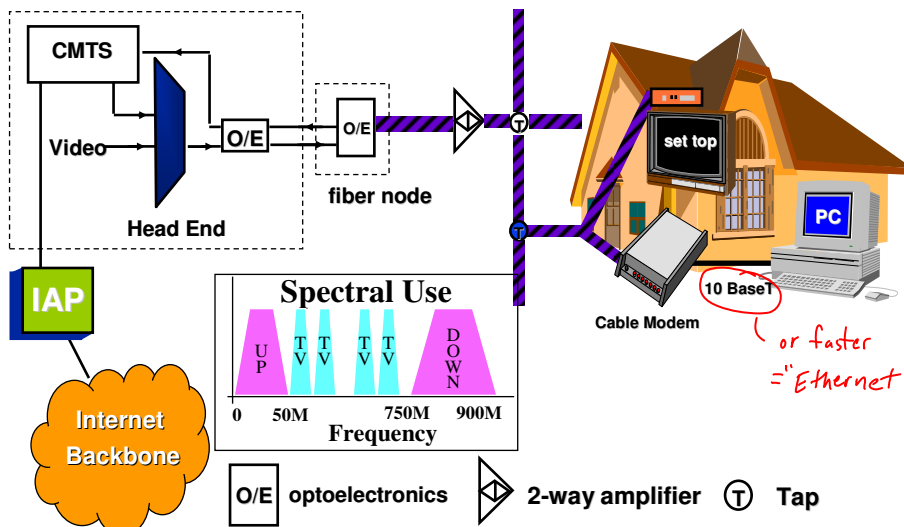 CMTS
Video
O/E
Head End
O/E
fiber node
T
T
set top
PC
10 BaseT
Cable Modem
or faster
="Ethernet
IAP
Internet
Backbone
Spectral Use
UP
TV
TV
TV
TV
DOWN
0 50M 750M 900M
Frequency
O/E optoelectronics
2-way amplifier
T Tap